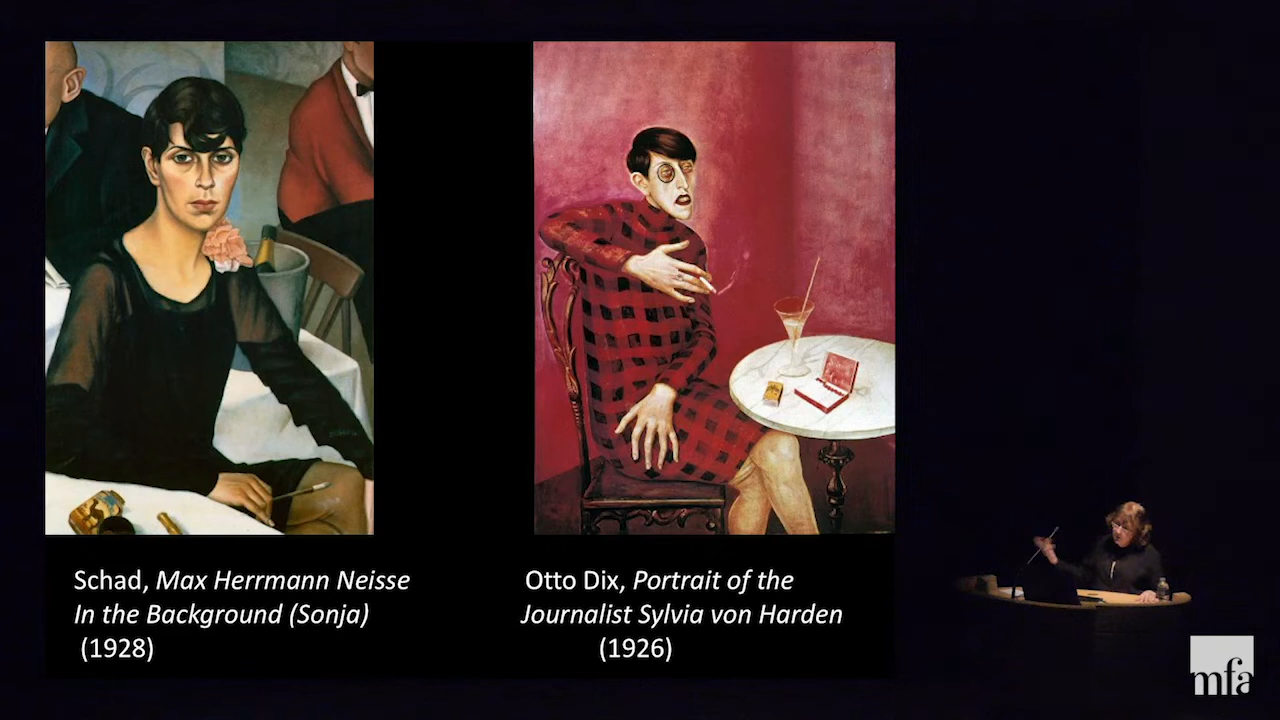 Schad, Max Herrmann Neisse
In the Background (Sonja)
(1928)
Otto Dix, Portrait of the
Journalist Sylvia von Harden
(1926)
mfa